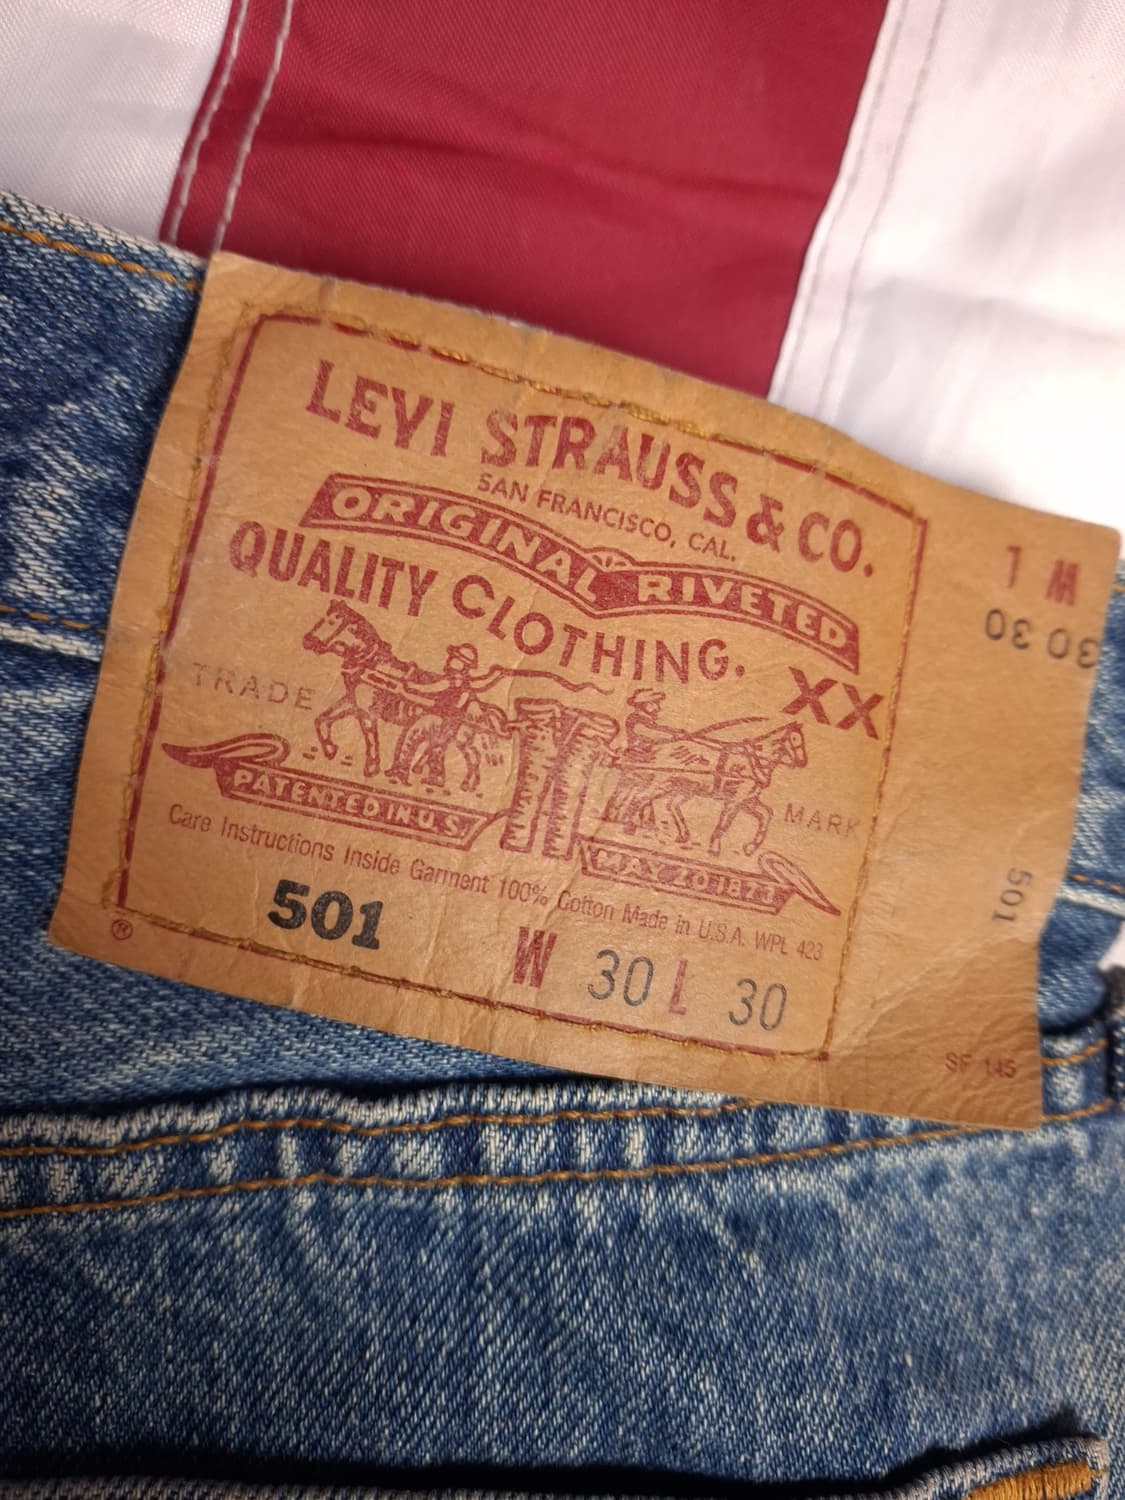 LEVI STRAUSS & CO.
SAN FRANCISCO, CAL.
ORIGINAL RIVETED
QUALITY CLOTHING.
XX
TRADE MARK
PATENTED IN U.S.
MAY 20 1873
Care Instructions Inside Garment 100% Cotton Made in U.S.A. WPL 423
501
W 30 L 30
®
W L
30 30 30
501
SF 145